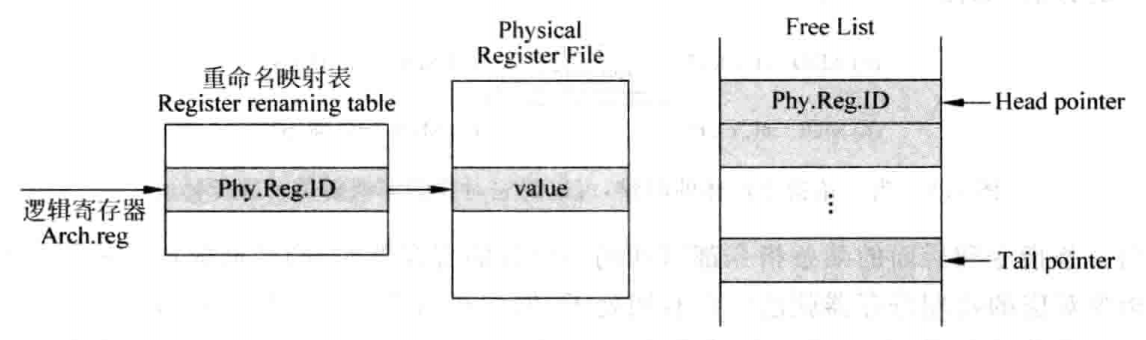 重命名映射表
Register renaming table
Phy.Reg.ID
逻辑寄存器
Arch.reg
Physical
Register File
value
Free List
Phy.Reg.ID
⋮
Head pointer
Tail pointer